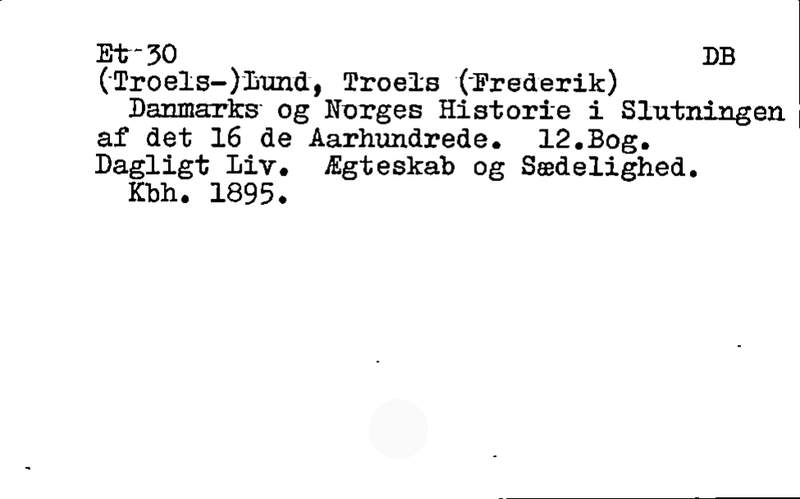 Et-30 DB
(Troels-)Lund, Troels (Frederik)
Danmarks og Norges Historie i Slutningen
af det 16 de Aarhundrede. 12.Bog.
Dagligt Liv. Ægteskab og Sædelighed.
Kbh. 1895.